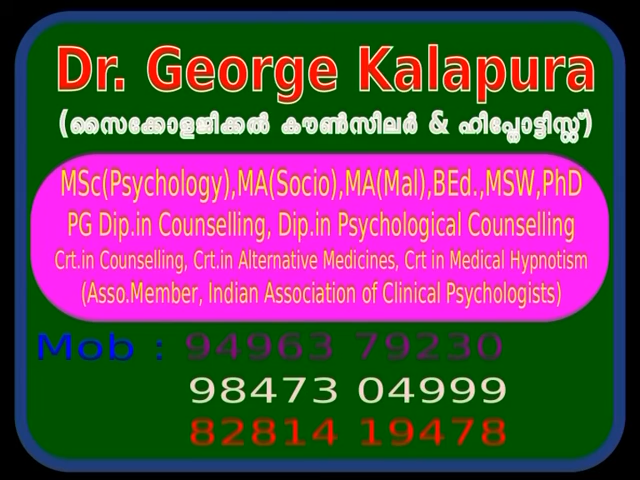 Dr. George Kalapura
(സൈക്കോളജിക്കൽ കൗൺസിലർ & ഹിപ്നോട്ടിസ്റ്റ്)
MSc(Psychology),MA(Socio),MA(Mal),BEd.,MSW,PhD
PG Dip.in Counselling, Dip.in Psychological Counselling
Crt.in Counselling, Crt.in Alternative Medicines, Crt in Medical Hypnotism
(Asso.Member, Indian Association of Clinical Psychologists)
Mob : 94963 79230
98473 04999
82814 19478